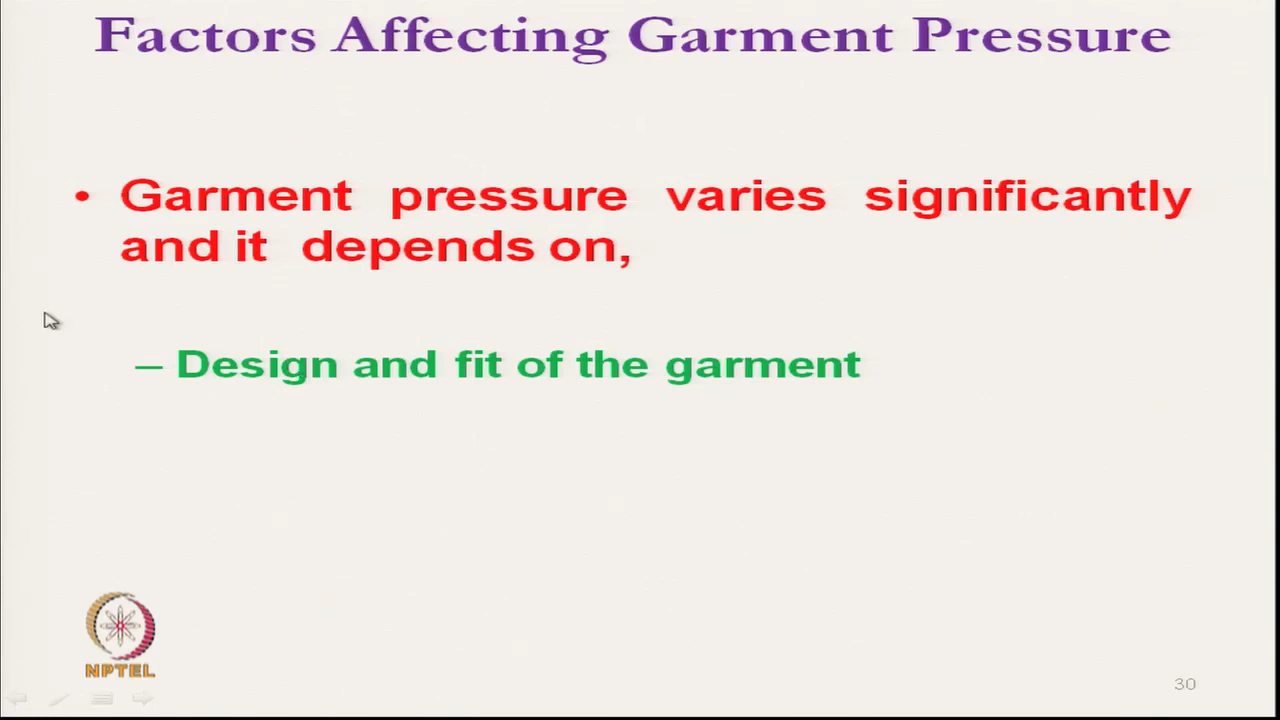 Factors Affecting Garment Pressure
• Garment pressure varies significantly
and it depends on,
– Design and fit of the garment
NPTEL
30